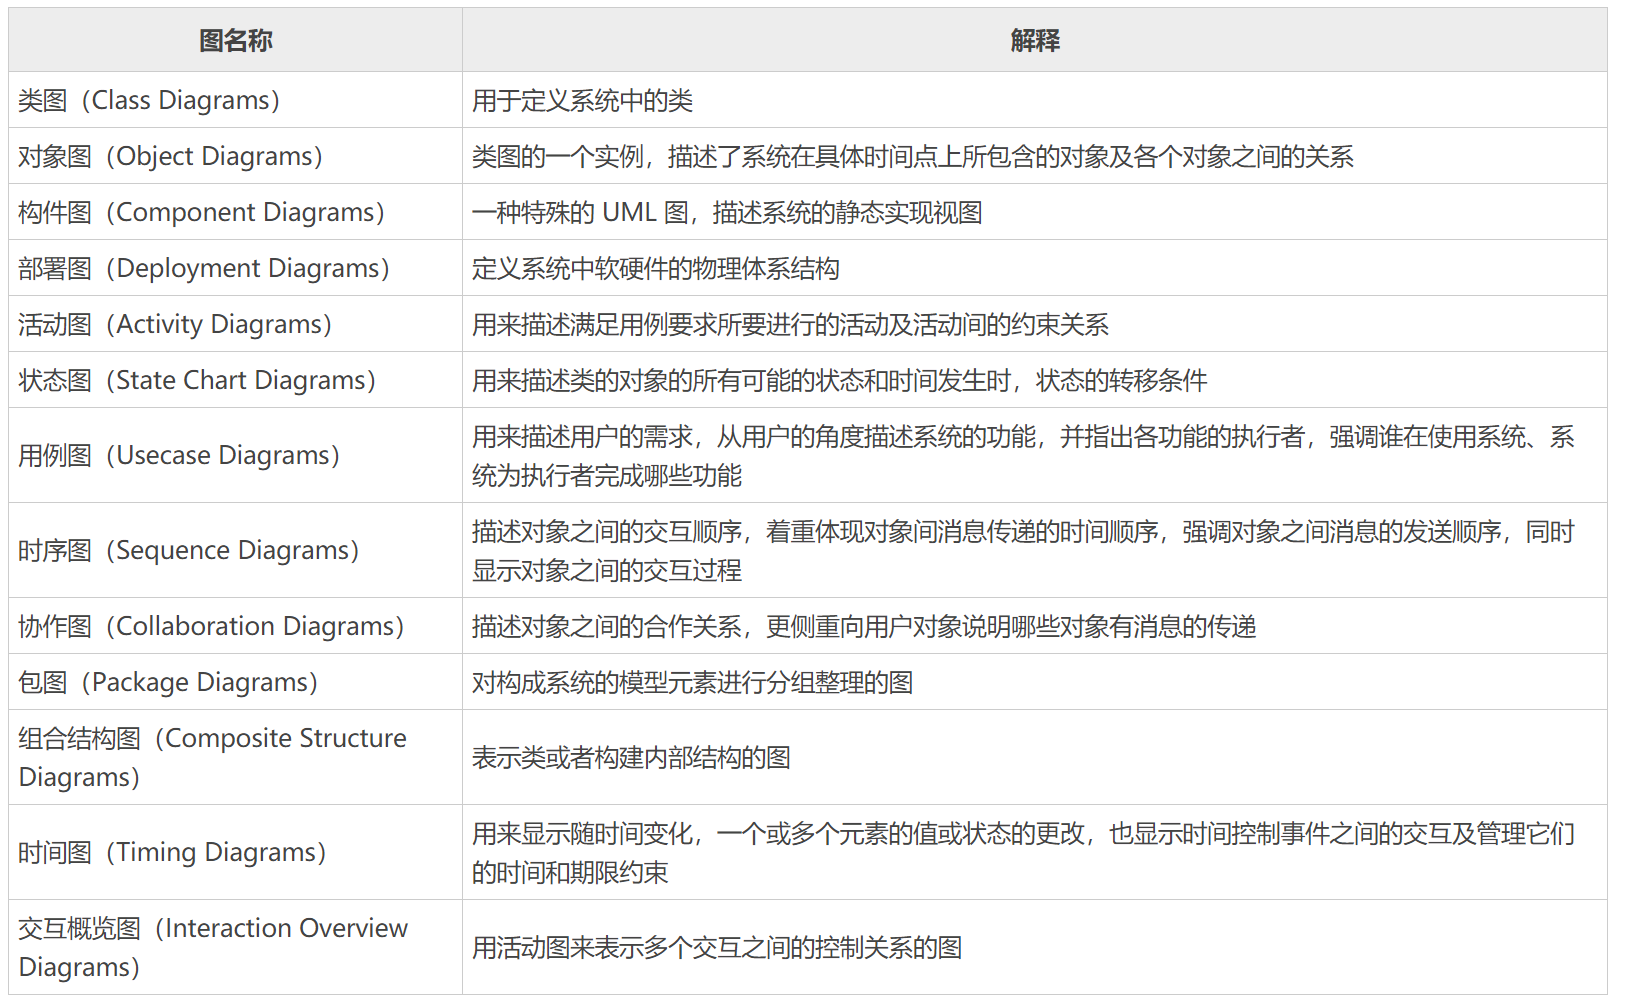 图名称
解释
类图（Class Diagrams）
用于定义系统中的类
对象图（Object Diagrams）
类图的一个实例，描述了系统在具体时间点上所包含的对象及各个对象之间的关系
构件图（Component Diagrams）
一种特殊的 UML 图，描述系统的静态实现视图
部署图（Deployment Diagrams）
定义系统中软硬件的物理体系结构
活动图（Activity Diagrams）
用来描述满足用例要求所要进行的活动及活动间的约束关系
状态图（State Chart Diagrams）
用来描述类的对象的所有可能的状态和时间发生时，状态的转移条件
用例图（Usecase Diagrams）
用来描述用户的需求，从用户的角度描述系统的功能，并指出各功能的执行者，强调谁在使用系统、系
统为执行者完成哪些功能
时序图（Sequence Diagrams）
描述对象之间的交互顺序，着重体现对象间消息传递的时间顺序，强调对象之间消息的发送顺序，同时
显示对象之间的交互过程
协作图（Collaboration Diagrams）
描述对象之间的合作关系，更侧重向用户对象说明哪些对象有消息的传递
包图（Package Diagrams）
对构成系统的模型元素进行分组整理的图
组合结构图（Composite Structure
Diagrams）
表示类或者构建内部结构的图
时间图（Timing Diagrams）
用来显示随时间变化，一个或多个元素的值或状态的更改，也显示时间控制事件之间的交互及管理它们
的时间和期限约束
交互概览图（Interaction Overview
Diagrams）
用活动图来表示多个交互之间的控制关系的图